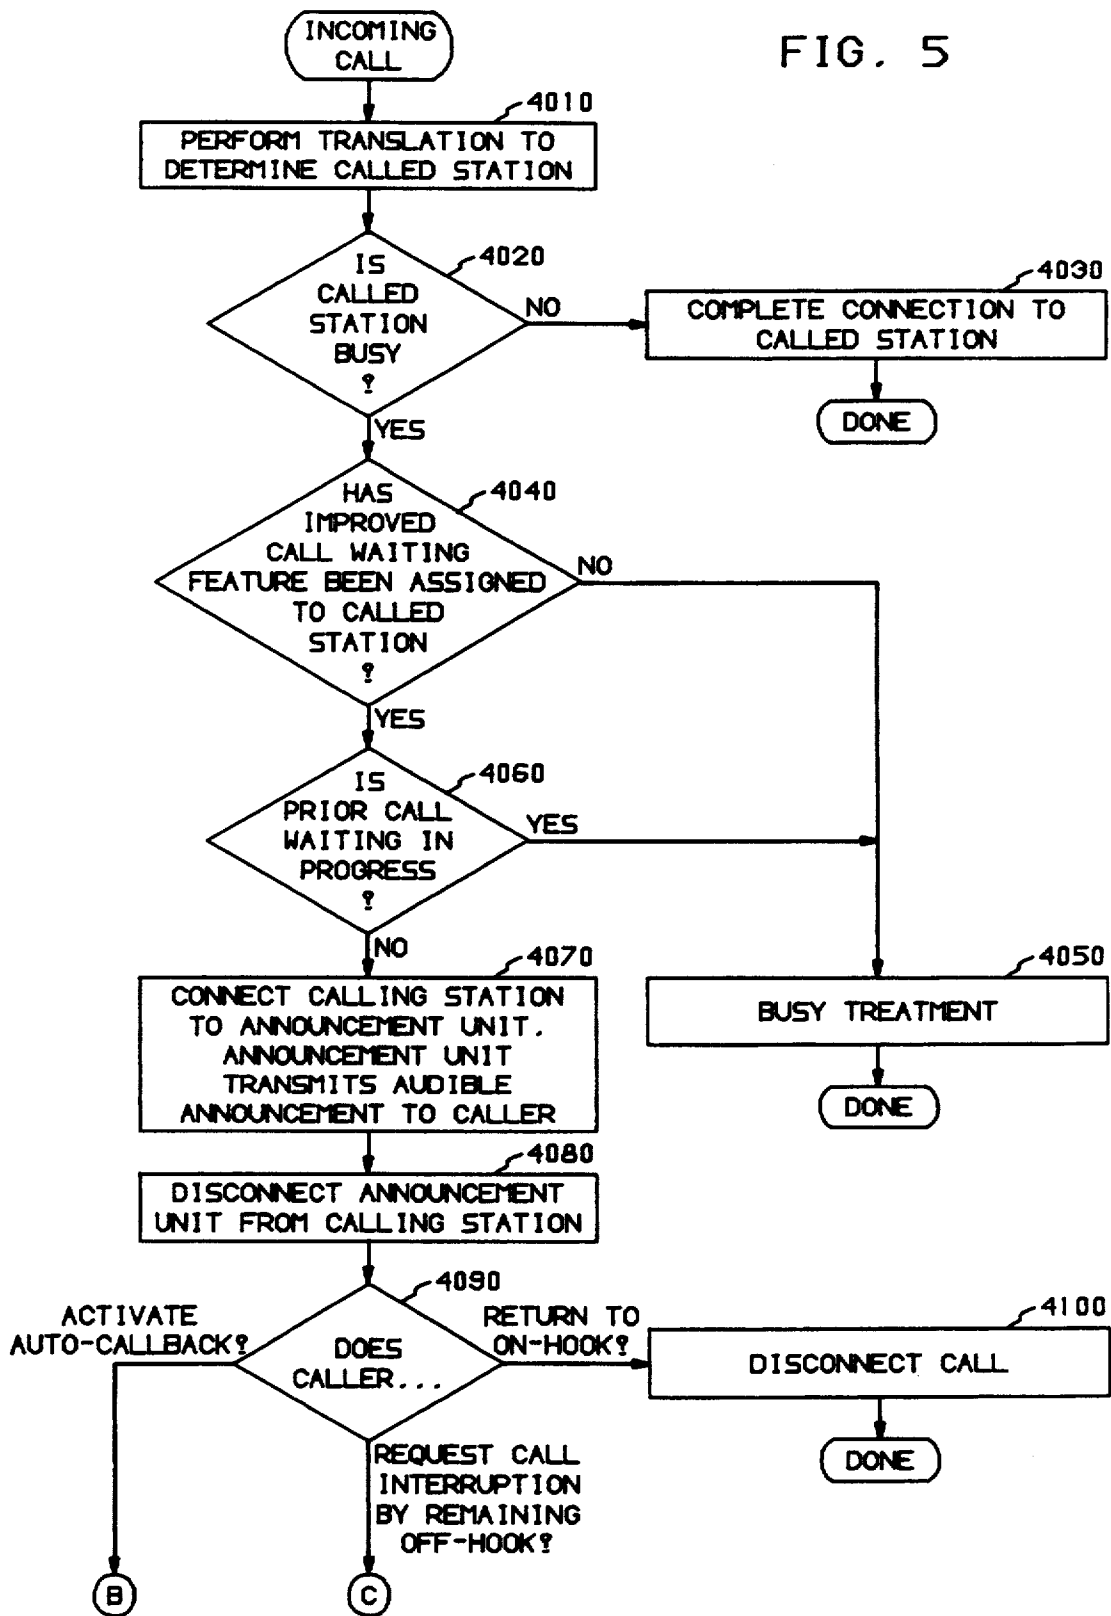 INCOMING
CALL
FIG. 5
4010
PERFORM TRANSLATION TO
DETERMINE CALLED STATION
4020
IS
CALLED
STATION
BUSY
?
NO
4030
COMPLETE CONNECTION TO
CALLED STATION
DONE
YES
4040
HAS
IMPROVED
CALL WAITING
FEATURE BEEN ASSIGNED
TO CALLED
STATION
?
NO
YES
4060
IS
PRIOR CALL
WAITING IN
PROGRESS
?
YES
NO
4070
CONNECT CALLING STATION
TO ANNOUNCEMENT UNIT.
ANNOUNCEMENT UNIT
TRANSMITS AUDIBLE
ANNOUNCEMENT TO CALLER
4050
BUSY TREATMENT
DONE
4080
DISCONNECT ANNOUNCEMENT
UNIT FROM CALLING STATION
4090
DOES
CALLER...
ACTIVATE
AUTO-CALLBACK?
RETURN TO
ON-HOOK?
4100
DISCONNECT CALL
DONE
REQUEST CALL
INTERRUPTION
BY REMAINING
OFF-HOOK?
B
C